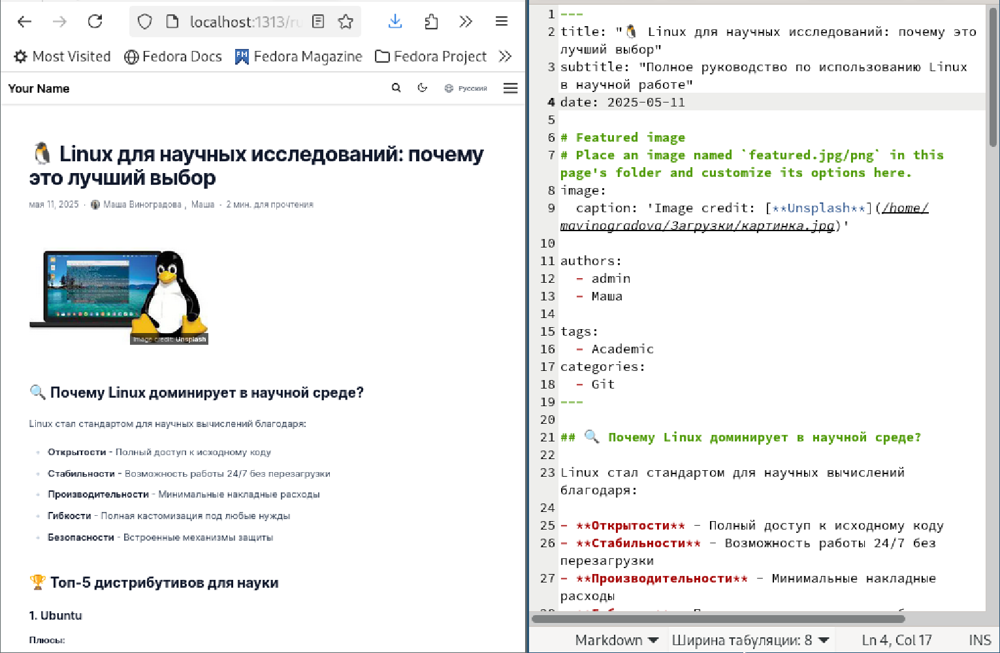 localhost:1313/ru
Most Visited Fedora Docs Fedora Magazine Fedora Project
Your Name
Русский
🐧 Linux для научных исследований: почему
это лучший выбор
мая 11, 2025 · Маша Виноградова , Маша · 2 мин. для прочтения
Image credit: Unsplash
🔍 Почему Linux доминирует в научной среде?
Linux стал стандартом для научных вычислений благодаря:
Открытости - Полный доступ к исходному коду
Стабильности - Возможность работы 24/7 без перезагрузки
Производительности - Минимальные накладные расходы
Гибкости - Полная кастомизация под любые нужды
Безопасности - Встроенные механизмы защиты
🏆 Топ-5 дистрибутивов для науки
1. Ubuntu
Плюсы:
1 ---
2 title: "🐧 Linux для научных исследований: почему это
лучший выбор"
3 subtitle: "Полное руководство по использованию Linux
в научной работе"
4 date: 2025-05-11
5
6 # Featured image
7 # Place an image named `featured.jpg/png` in this
page's folder and customize its options here.
8 image:
9 caption: 'Image credit: [**Unsplash**](/home/
mavinogradova/Загрузки/картинка.jpg)'
10
11 authors:
12 - admin
13 - Маша
14
15 tags:
16 - Academic
17 categories:
18 - Git
19 ---
20
21 ## 🔍 Почему Linux доминирует в научной среде?
22
23 Linux стал стандартом для научных вычислений
благодаря:
24
25 - **Открытости** - Полный доступ к исходному коду
26 - **Стабильности** - Возможность работы 24/7 без
перезагрузки
27 - **Производительности** - Минимальные накладные
расходы
Markdown Ширина табуляции: 8 Ln 4, Col 17 INS